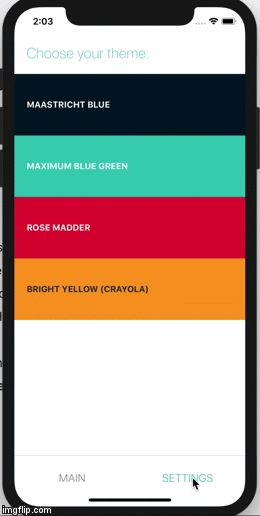 2:03
Choose your theme:
MAASTRICHT BLUE
MAXIMUM BLUE GREEN
ROSE MADDER
BRIGHT YELLOW (CRAYOLA)
MAIN
SETTINGS
imgflip.com